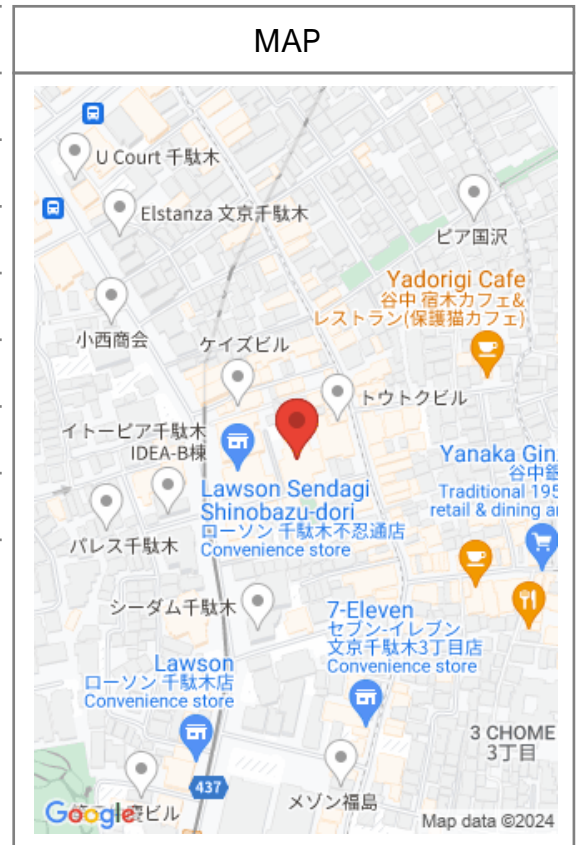 MAP
U Court 千駄木
Elstanza 文京千駄木
ピア国沢
Yadorigi Cafe
谷中 宿木カフェ&
レストラン(保護猫カフェ)
小西商会
ケイズビル
トウトクビル
イトーピア千駄木
IDEA-B棟
Yanaka Gin
谷中銀
Traditional 195
retail & dining a
Lawson Sendagi
Shinobazu-dori
ローソン 千駄木不忍通店
Convenience store
パレス千駄木
シーダム千駄木
7-Eleven
セブン-イレブン
文京千駄木3丁目店
Convenience store
Lawson
ローソン 千駄木店
Convenience store
3 CHOME
3丁目
437
メゾン福島
Google
ビル
Map data ©2024